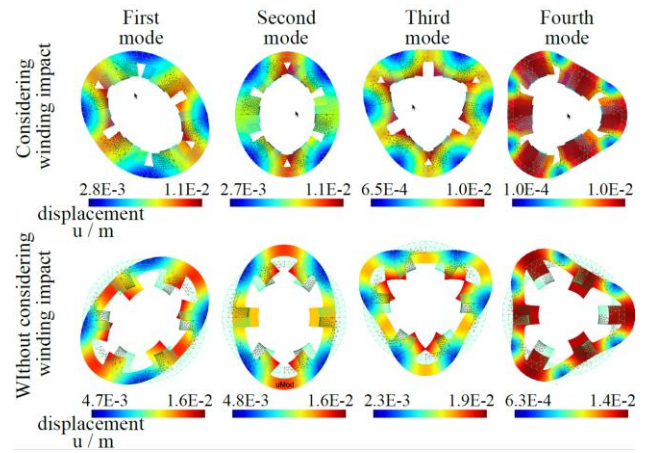 First mode
Second mode
Third mode
Fourth mode
Considering winding impact
2.8E-3 1.1E-2
2.7E-3 1.1E-2
6.5E-4 1.0E-2
1.0E-4 1.0E-2
displacement
u / m
WIthout considering winding impact
uMod
4.7E-3 1.6E-2
4.8E-3 1.6E-2
2.3E-3 1.9E-2
6.3E-4 1.4E-2
displacement
u / m